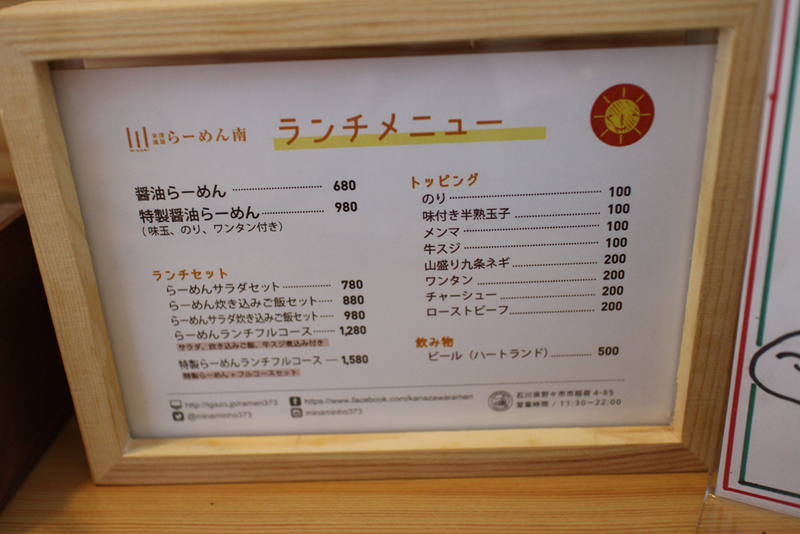 MINAMI
らーめん南
ランチメニュー
醤油らーめん 680
特製醤油らーめん 980
(味玉、のり、ワンタン付き)
ランチセット
らーめんサラダセット 780
らーめん炊き込みご飯セット 880
らーめんサラダ炊き込みご飯セット 980
らーめんランチフルコース 1,280
サラダ、炊き込みご飯、牛スジ煮込み付き
特製らーめんランチフルコース 1,580
特製らーめん+フルコースセット
トッピング
のり 100
味付き半熟玉子 100
メンマ 100
牛スジ 100
山盛り九条ネギ 200
ワンタン 200
チャーシュー 200
ローストビーフ 200
飲み物
ビール(ハートランド) 500
http://igazo.jp/ramen373
@minaminho373
https://www.facebook.com/kanazawaramen
minaminho373
石川県野々市市稲荷 4-85
営業時間 / 11:30~22:00